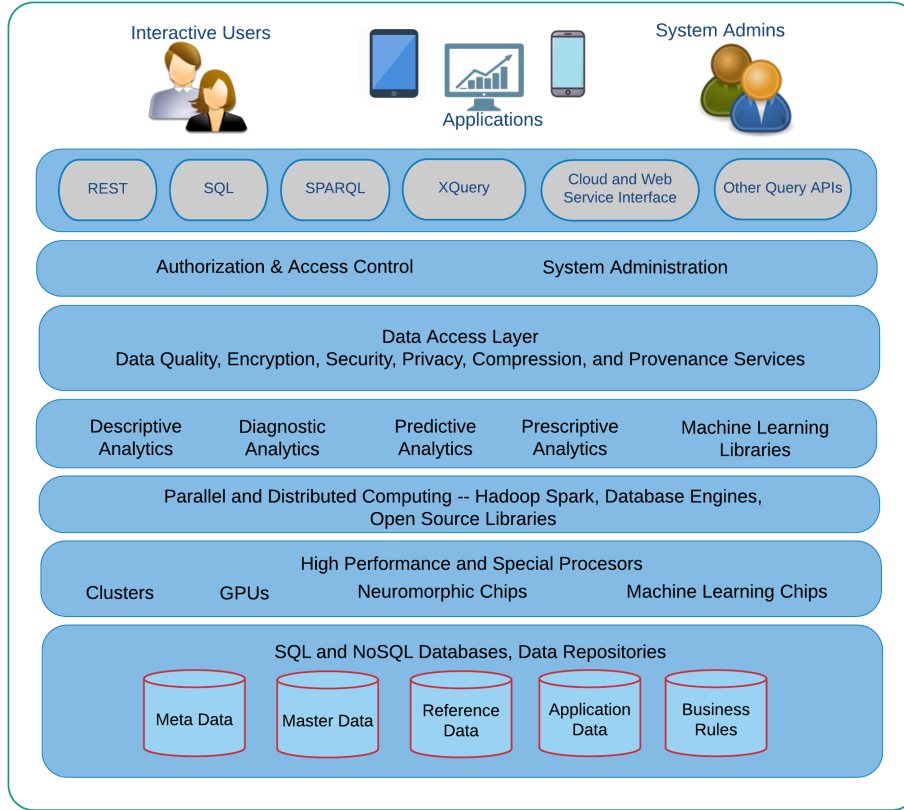 Interactive Users
System Admins
Applications
REST
SQL
SPARQL
XQuery
Cloud and Web
Service Interface
Other Query APIs
Authorization & Access Control
System Administration
Data Access Layer
Data Quality, Encryption, Security, Privacy, Compression, and Provenance Services
Descriptive
Analytics
Diagnostic
Analytics
Predictive
Analytics
Prescriptive
Analytics
Machine Learning
Libraries
Parallel and Distributed Computing -- Hadoop Spark, Database Engines,
Open Source Libraries
High Performance and Special Procesors
Clusters
GPUs
Neuromorphic Chips
Machine Learning Chips
SQL and NoSQL Databases, Data Repositories
Meta Data
Master Data
Reference
Data
Application
Data
Business
Rules